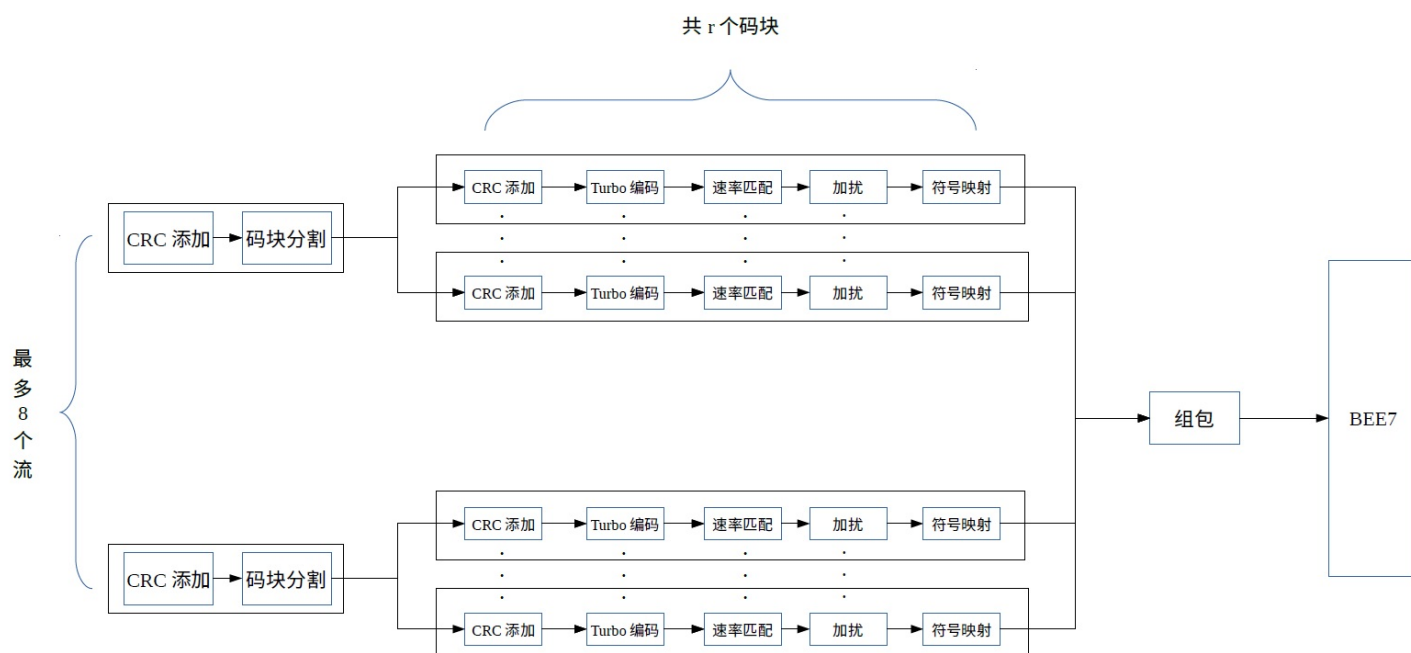 共 r 个码块
CRC 添加
Turbo 编码
速率匹配
加扰
符号映射
CRC 添加
码块分割
CRC 添加
Turbo 编码
速率匹配
加扰
符号映射
最
多
8
个
流
组包
BEE7
CRC 添加
Turbo 编码
速率匹配
加扰
符号映射
CRC 添加
码块分割
CRC 添加
Turbo 编码
速率匹配
加扰
符号映射